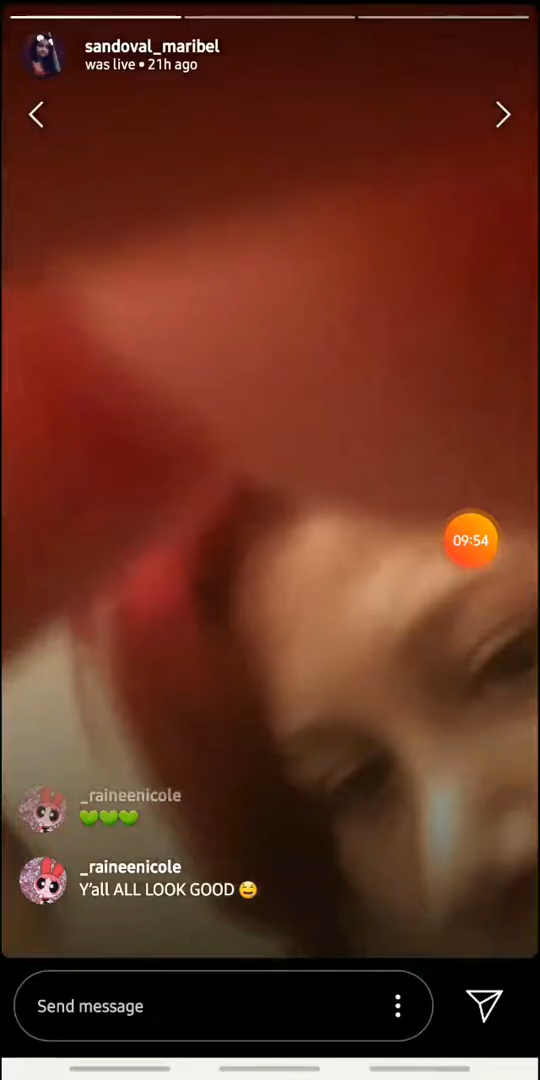 sandoval_maribel
was live • 21h ago
09:54
_raineenicole
💚💚💚
_raineenicole
Y'all ALL LOOK GOOD 😅
Send message